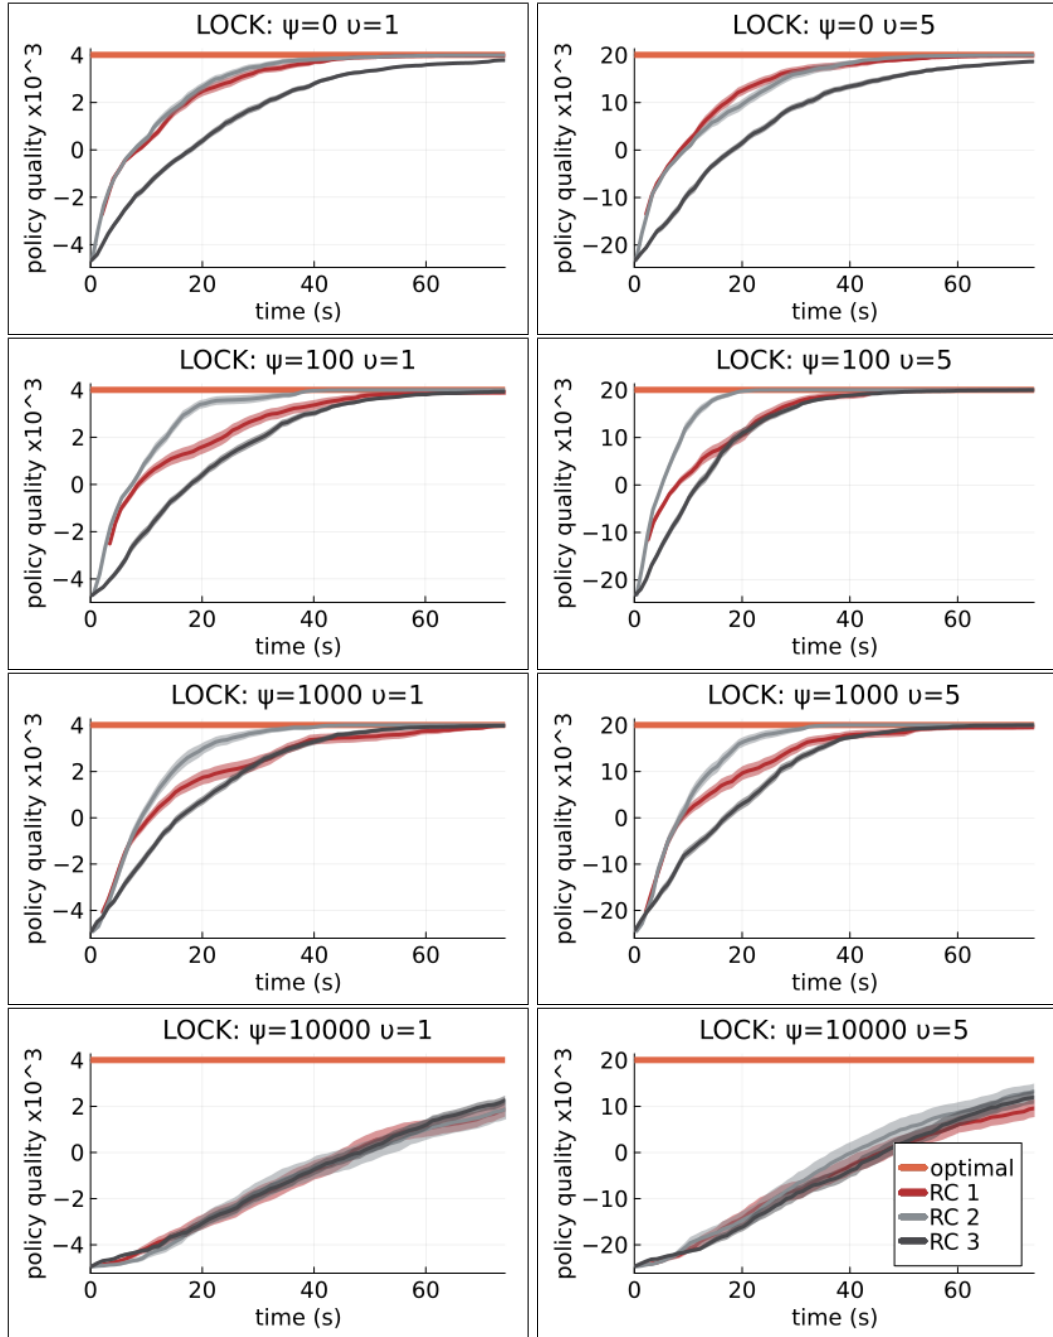 LOCK: ψ=0 υ=1
policy quality x10^3
4
2
0
−2
−4
0 20 40 60
time (s)
LOCK: ψ=0 υ=5
policy quality x10^3
20
10
0
−10
−20
0 20 40 60
time (s)
LOCK: ψ=100 υ=1
policy quality x10^3
4
2
0
−2
−4
0 20 40 60
time (s)
LOCK: ψ=100 υ=5
policy quality x10^3
20
10
0
−10
−20
0 20 40 60
time (s)
LOCK: ψ=1000 υ=1
policy quality x10^3
4
2
0
−2
−4
0 20 40 60
time (s)
LOCK: ψ=1000 υ=5
policy quality x10^3
20
10
0
−10
−20
0 20 40 60
time (s)
LOCK: ψ=10000 υ=1
policy quality x10^3
4
2
0
−2
−4
0 20 40 60
time (s)
LOCK: ψ=10000 υ=5
policy quality x10^3
20
10
0
−10
−20
0 20 40 60
time (s)
optimal
RC 1
RC 2
RC 3